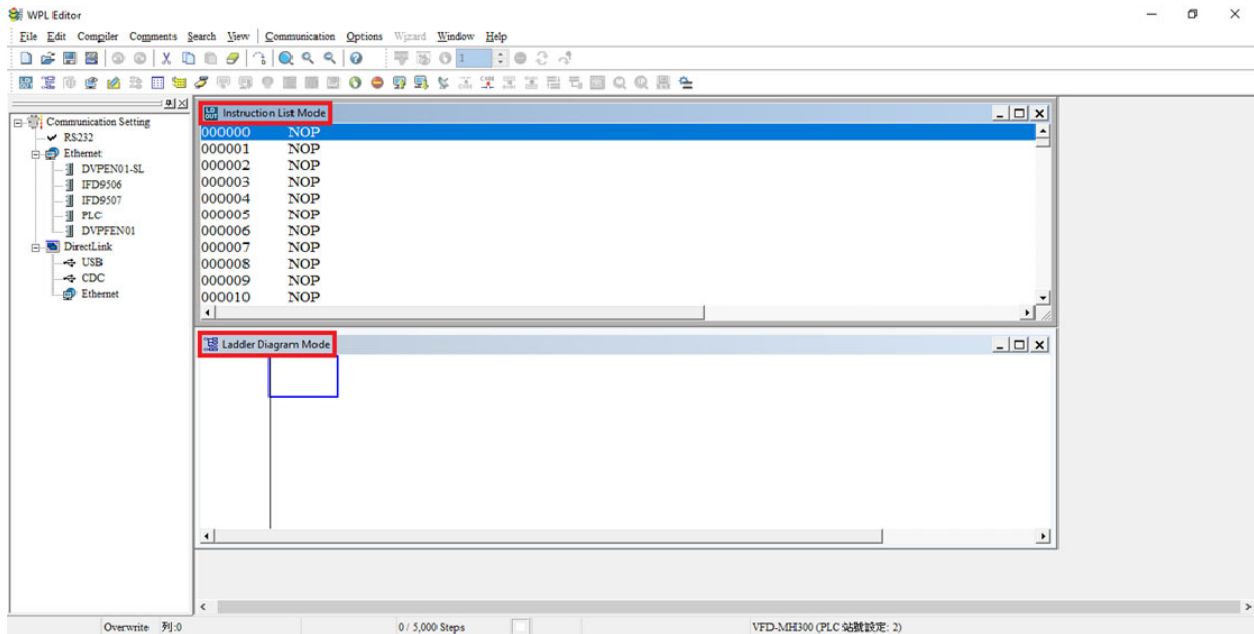 WPL Editor
File Edit Compiler Comments Search View Communication Options Wizard Window Help
1
Communication Setting
RS232
Ethernet
DVPEN01-SL
IFD9506
IFD9507
PLC
DVPFEN01
DirectLink
USB
CDC
Ethernet
LD OUT Instruction List Mode
000000 NOP
000001 NOP
000002 NOP
000003 NOP
000004 NOP
000005 NOP
000006 NOP
000007 NOP
000008 NOP
000009 NOP
000010 NOP
Ladder Diagram Mode
Overwrite 列:0 0 / 5,000 Steps VFD-MH300 (PLC 站號設定: 2)